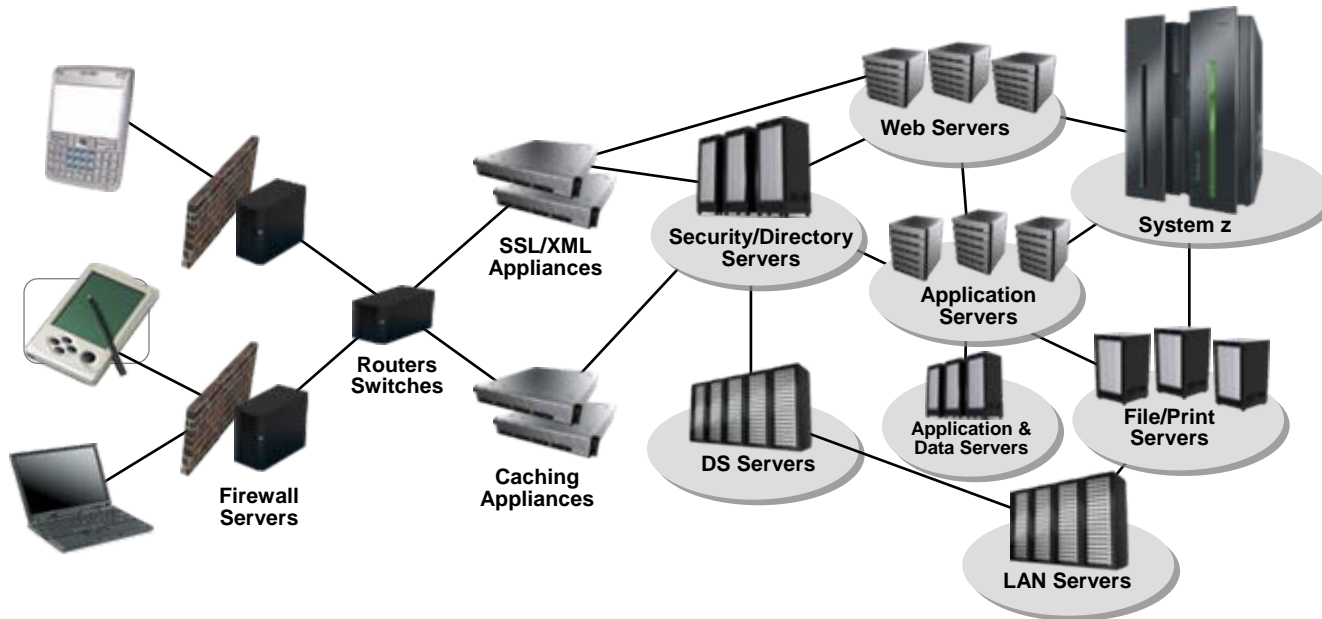 Web Servers
System z
SSL/XML
Appliances
Security/Directory
Servers
Application
Servers
Routers
Switches
File/Print
Servers
Application &
Data Servers
DS Servers
Caching
Appliances
Firewall
Servers
LAN Servers